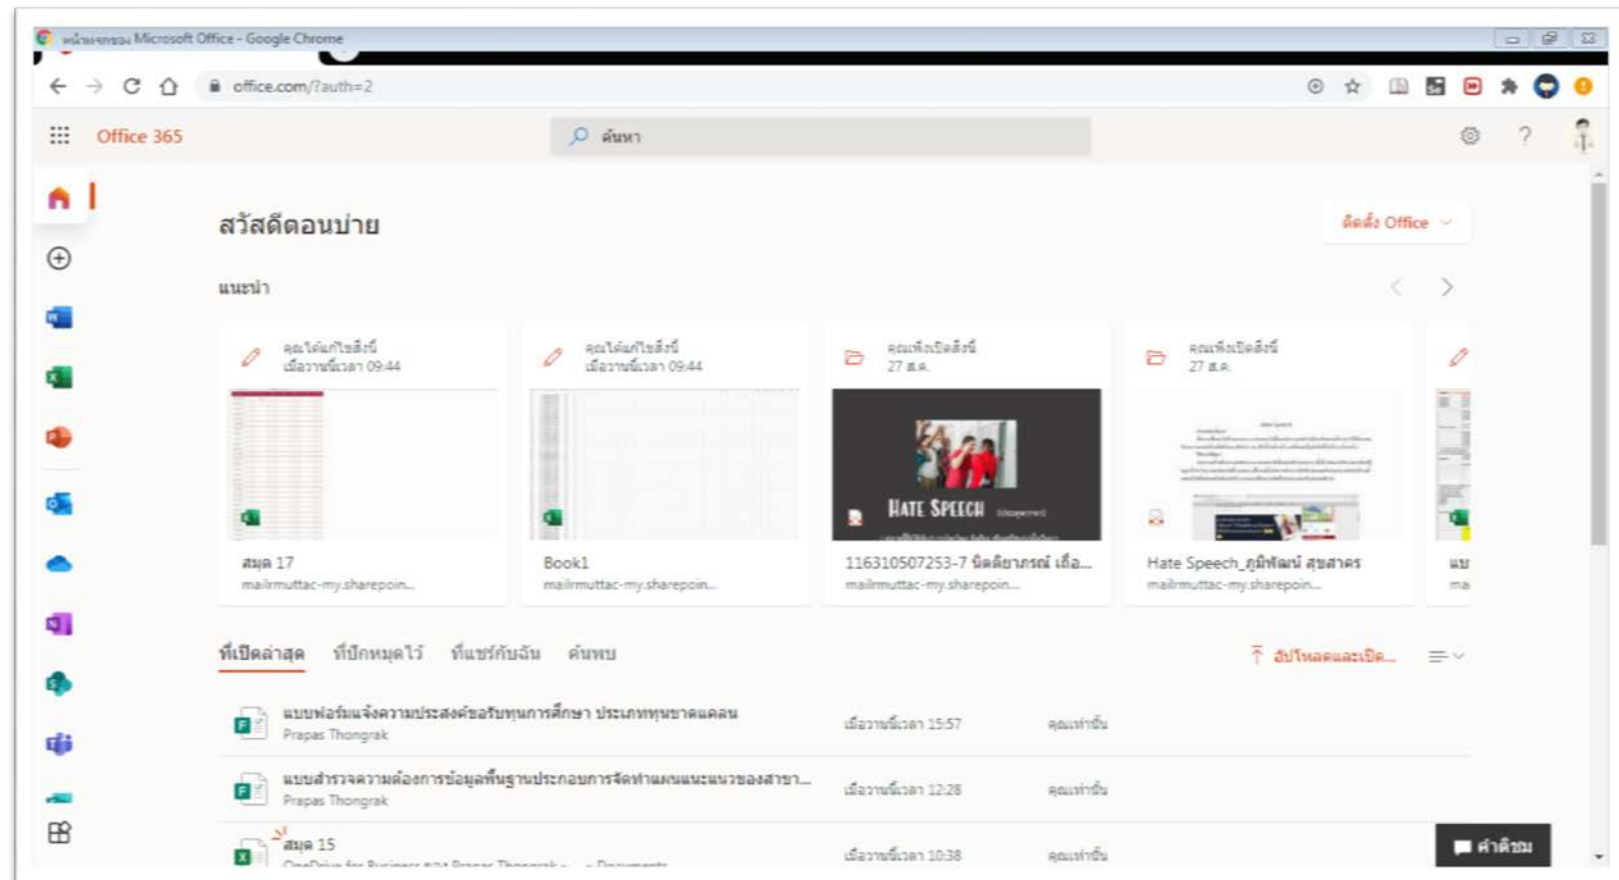 หน้าแรกของ Microsoft Office - Google Chrome
office.com/?auth=2
Office 365
ค้นหา
สวัสดีตอนบ่าย
ติดตั้ง Office
แนะนำ
คุณได้แก้ไขสิ่งนี้
เมื่อวานนี้เวลา 09:44
คุณได้แก้ไขสิ่งนี้
เมื่อวานนี้เวลา 09:44
คุณเพิ่งเปิดสิ่งนี้
27 ส.ค.
คุณเพิ่งเปิดสิ่งนี้
27 ส.ค.
HATE SPEECH
Hate Speech
สมุด 17
mailrmuttac-my.sharepoin...
Book1
mailrmuttac-my.sharepoin...
116310507253-7 นิตติยาภรณ์ เถื่อ...
mailrmuttac-my.sharepoin...
Hate Speech_ภูมิพัฒน์ สุขสาคร
mailrmuttac-my.sharepoin...
แบ
ma
ที่เปิดล่าสุด ที่ปักหมุดไว้ ที่แชร์กับฉัน ค้นพบ
อัปโหลดและเปิด...
แบบฟอร์มแจ้งความประสงค์ขอรับทุนการศึกษา ประเภททุนขาดแคลน
Prapas Thongrak
เมื่อวานนี้เวลา 15:57
คุณเท่านั้น
แบบสำรวจความต้องการข้อมูลพื้นฐานประกอบการจัดทำแผนแนะแนวของสาขา...
Prapas Thongrak
เมื่อวานนี้เวลา 12:28
คุณเท่านั้น
สมุด 15
OneDrive for Business ของ Prapas Thongrak » ... » Documents
เมื่อวานนี้เวลา 10:38
คุณเท่านั้น
คำติชม